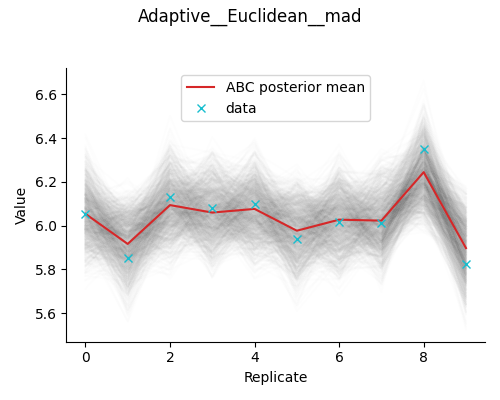 Adaptive__Euclidean__mad
ABC posterior mean
data
6.6
6.4
6.2
6.0
5.8
5.6
Value
0
2
4
6
8
Replicate